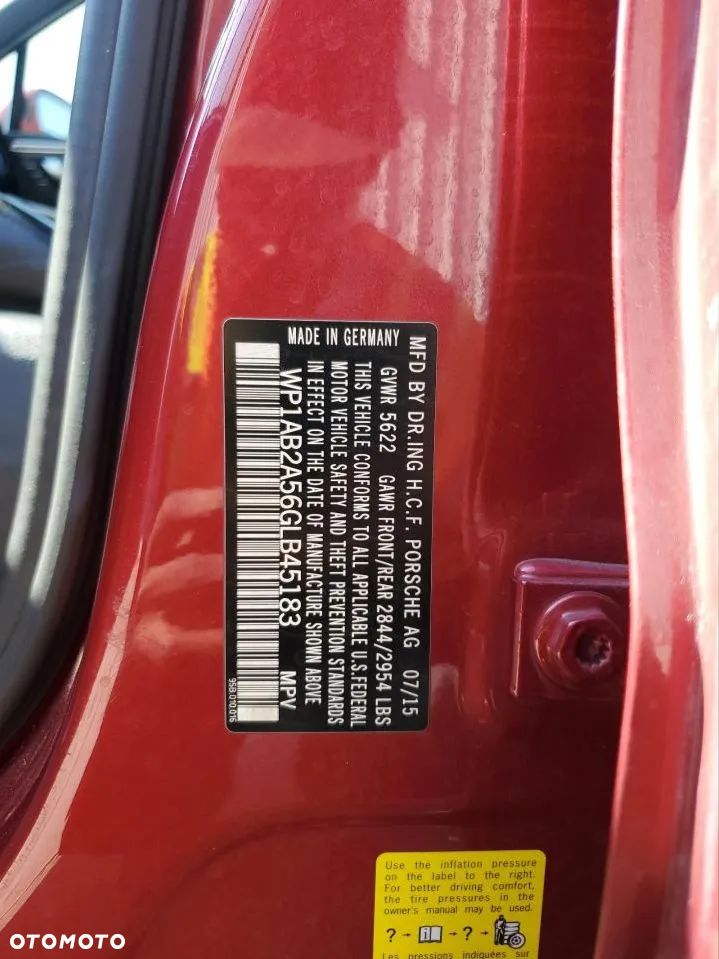 MFD BY DR.ING H.C.F. PORSCHE AG 07/15
GVWR 5622 GAWR FRONT/REAR 2844/2954 LBS
THIS VEHICLE CONFORMS TO ALL APPLICABLE U.S.FEDERAL
MOTOR VEHICLE SAFETY AND THEFT PREVENTION STANDARDS
IN EFFECT ON THE DATE OF MANUFACTURE SHOWN ABOVE
MADE IN GERMANY
WP1AB2A56GLB45183 MPV
95B.010.016
Use the inflation pressure
on the label to the right.
For better driving comfort,
the tire pressures in the
owner's manual may be used.
? - i - ? -
Les pressions indiquées sur
OTOMOTO